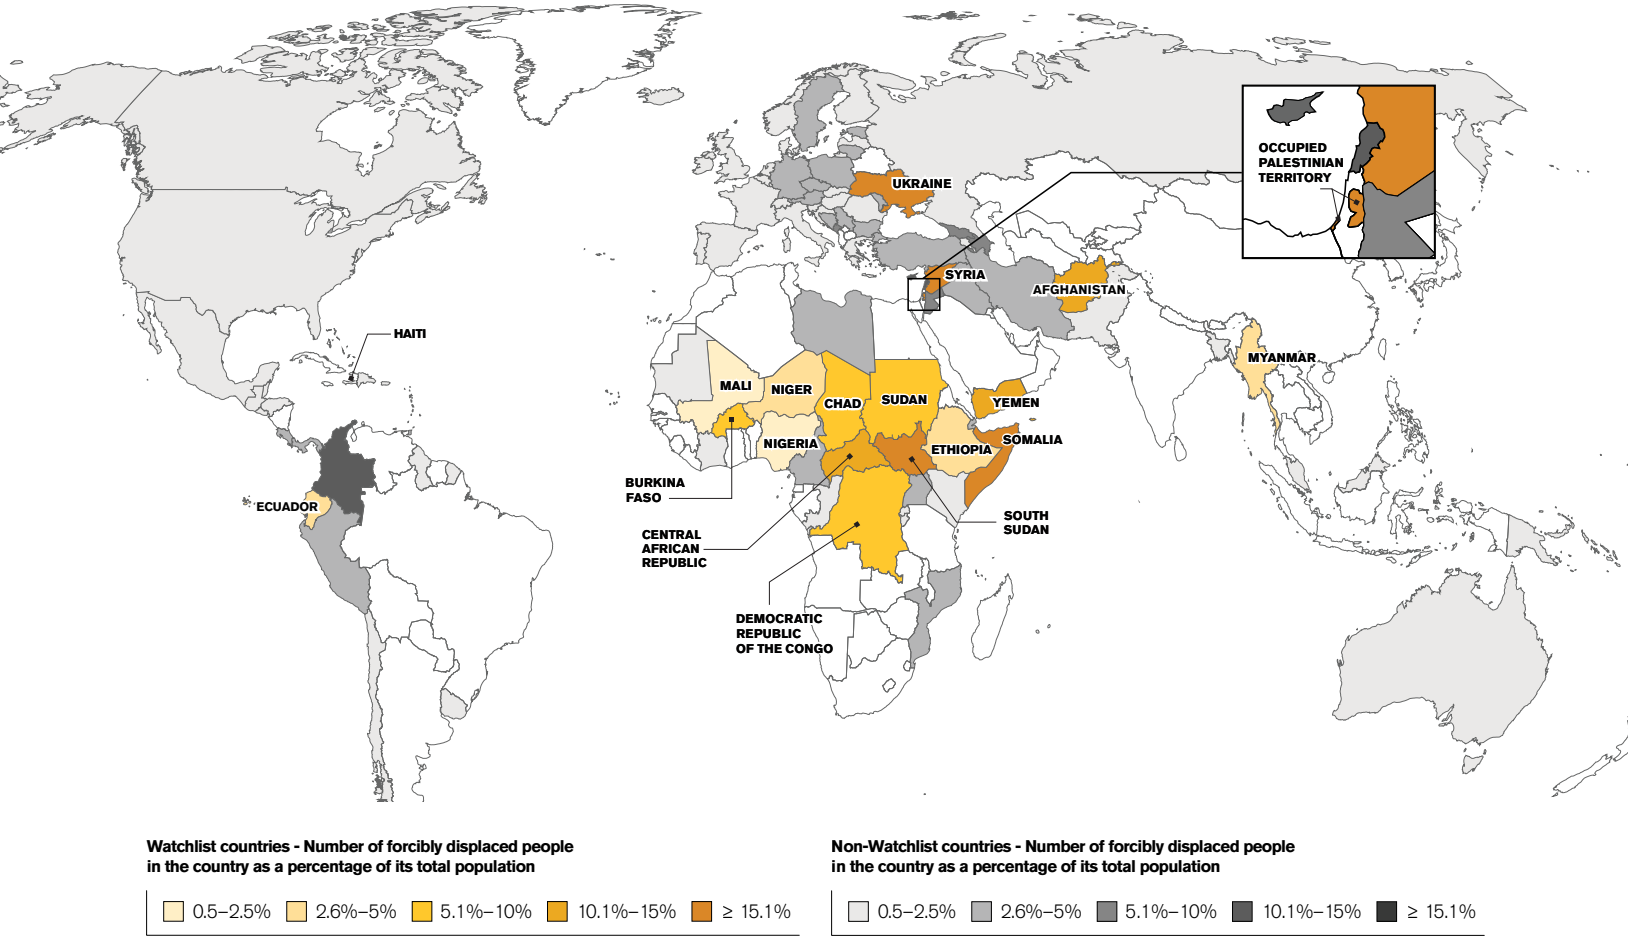 OCCUPIED
PALESTINIAN
TERRITORY
UKRAINE
SYRIA
AFGHANISTAN
HAITI
MYANMAR
MALI
NIGER
CHAD
SUDAN
YEMEN
NIGERIA
ETHIOPIA
SOMALIA
BURKINA
FASO
ECUADOR
SOUTH
SUDAN
CENTRAL
AFRICAN
REPUBLIC
DEMOCRATIC
REPUBLIC
OF THE CONGO
Watchlist countries - Number of forcibly displaced people
in the country as a percentage of its total population
0.5–2.5%
2.6%–5%
5.1%–10%
10.1%–15%
≥ 15.1%
Non-Watchlist countries - Number of forcibly displaced people
in the country as a percentage of its total population
0.5–2.5%
2.6%–5%
5.1%–10%
10.1%–15%
≥ 15.1%